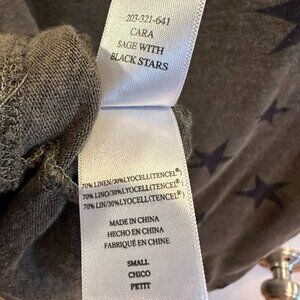 203-321-641
CARA
SAGE WITH
BLACK STARS
70% LINEN/30%LYOCELL(TENCEL®)
70% LINO/30%LYOCELL(TENCEL®)
70% LIN/30%LYOCELL(TENCEL®)
MADE IN CHINA
HECHO EN CHINA
FABRIQUÉ EN CHINE
SMALL
CHICO
PETIT